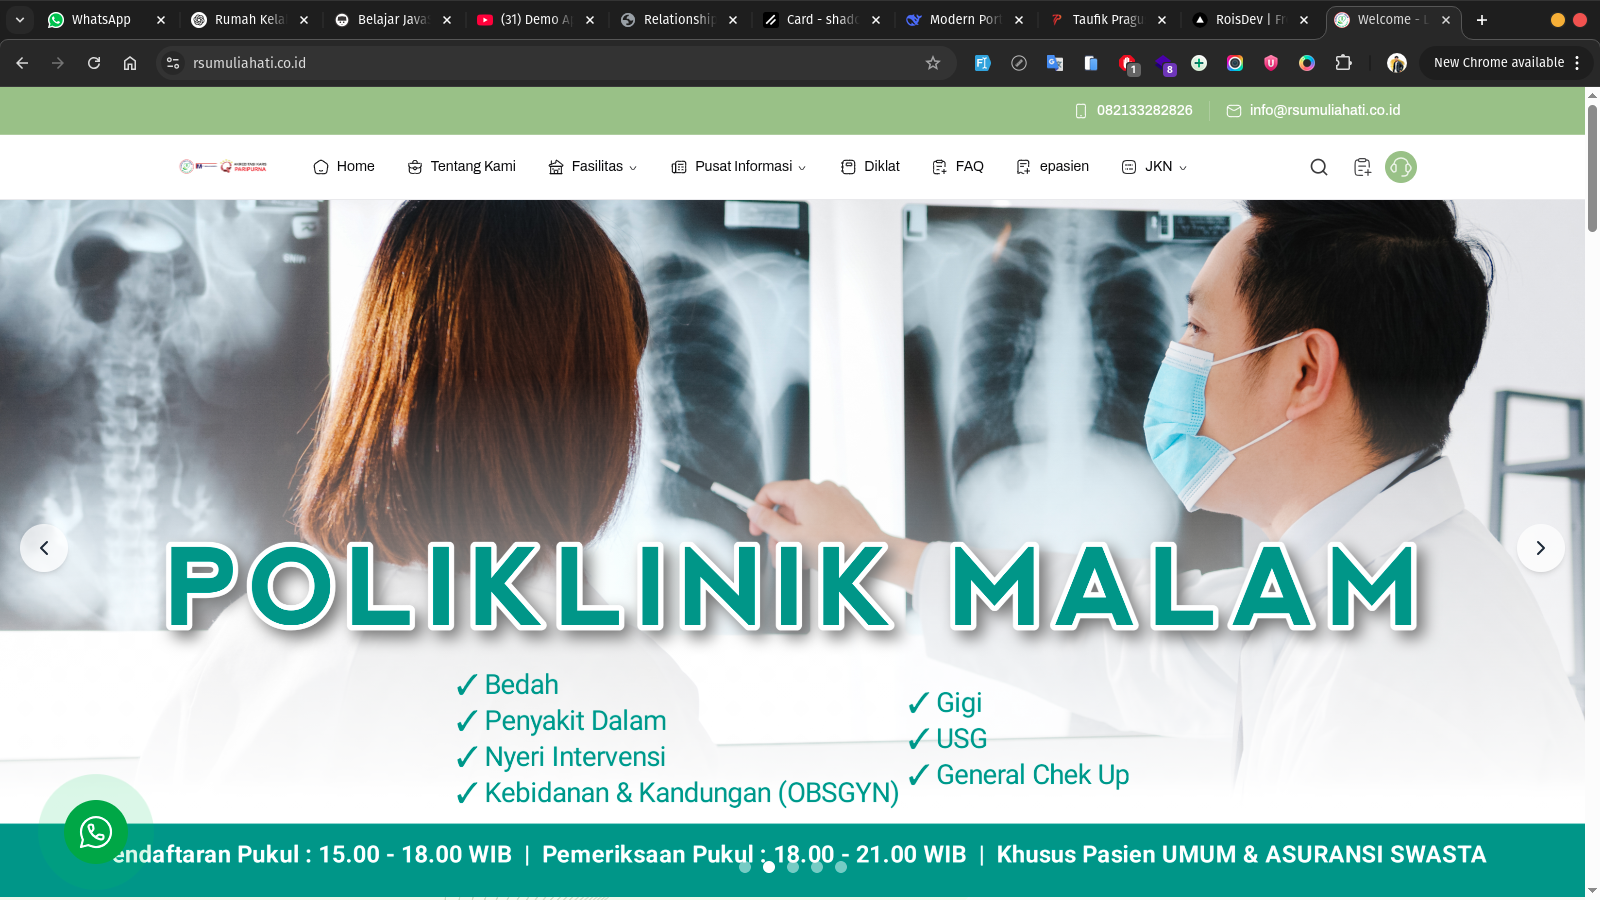 WhatsApp
Rumah Kela
Belajar Java
(31) Demo A
Relationship
Card - shad
Modern Port
Taufik Pragu
RoisDev | Fr
Welcome - L
rsumuliahati.co.id
1
8
New Chrome available
082133282826
info@rsumuliahati.co.id
PARIPURNA
Home
Tentang Kami
Fasilitas
Pusat Informasi
Diklat
FAQ
epasien
JKN
POLIKLINIK MALAM
✓ Bedah
✓ Penyakit Dalam
✓ Nyeri Intervensi
✓ Kebidanan & Kandungan (OBSGYN)
✓ Gigi
✓ USG
✓ General Chek Up
endaftaran Pukul : 15.00 - 18.00 WIB | Pemeriksaan Pukul : 18.00 - 21.00 WIB | Khusus Pasien UMUM & ASURANSI SWASTA